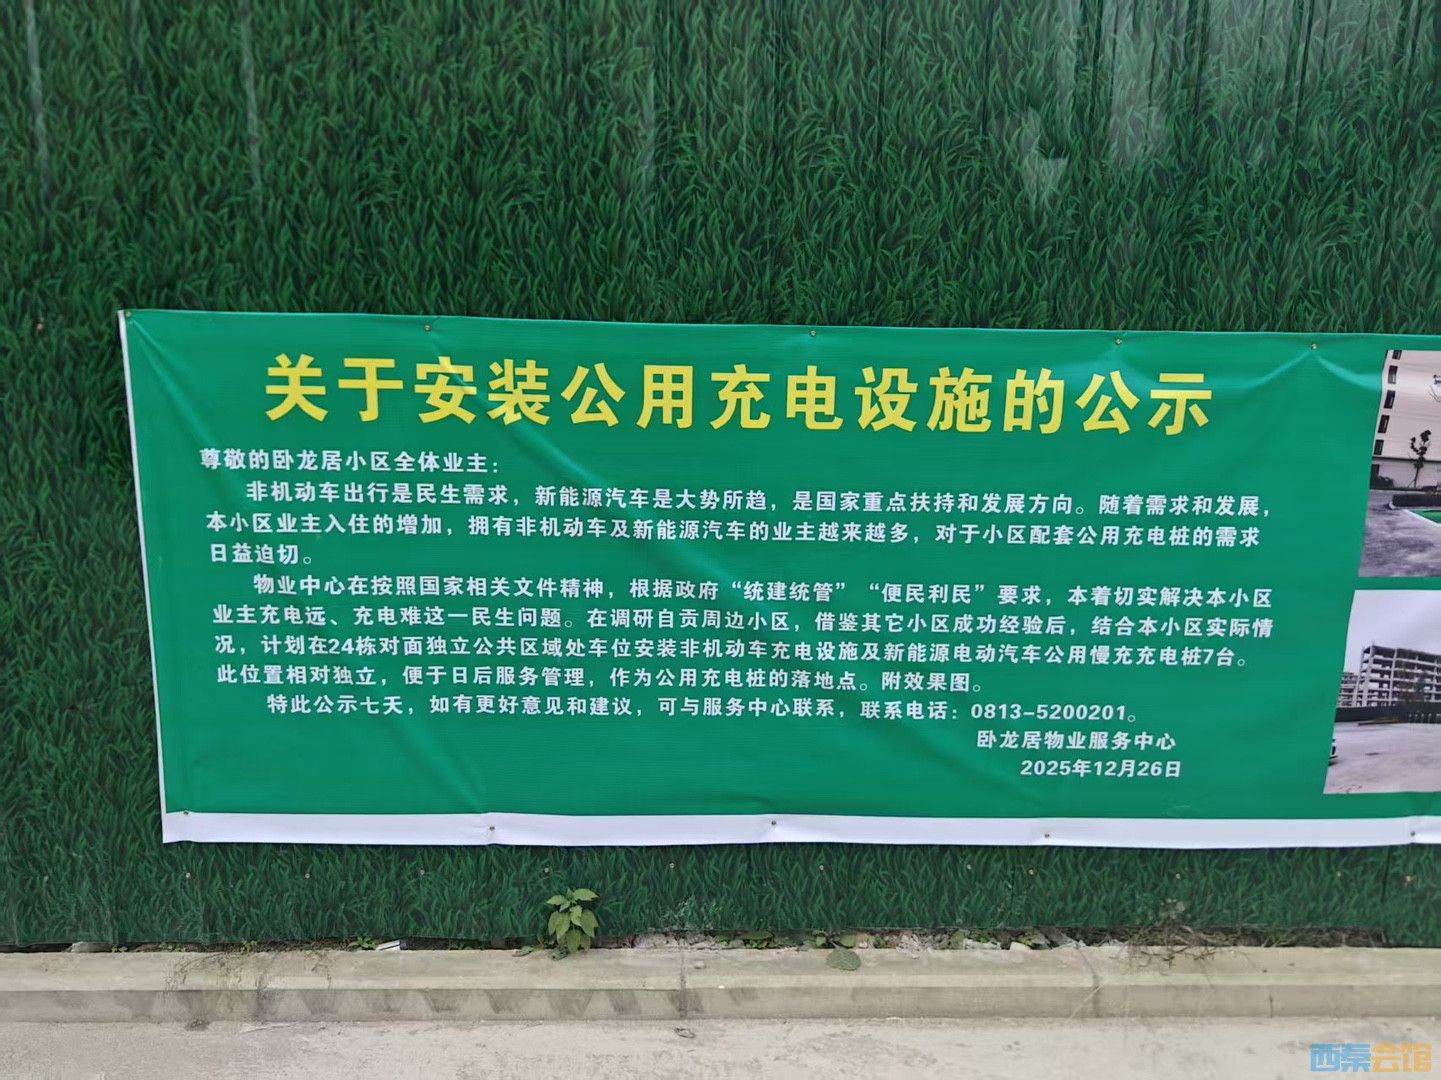 关于安装公用充电设施的公示
尊敬的卧龙居小区全体业主：
非机动车出行是民生需求，新能源汽车是大势所趋，是国家重点扶持和发展方向。随着需求和发展，
本小区业主入住的增加，拥有非机动车及新能源汽车的业主越来越多，对于小区配套公用充电桩的需求
日益迫切。
物业中心在按照国家相关文件精神，根据政府“统建统管”“便民利民”要求，本着切实解决本小区
业主充电远、充电难这一民生问题。在调研自贡周边小区，借鉴其它小区成功经验后，结合本小区实际情
况，计划在24栋对面独立公共区域处车位安装非机动车充电设施及新能源电动汽车公用慢充充电桩7台。
此位置相对独立，便于日后服务管理，作为公用充电桩的落地点。附效果图。
特此公示七天，如有更好意见和建议，可与服务中心联系，联系电话：0813-5200201。
卧龙居物业服务中心
2025年12月26日
西秦会馆